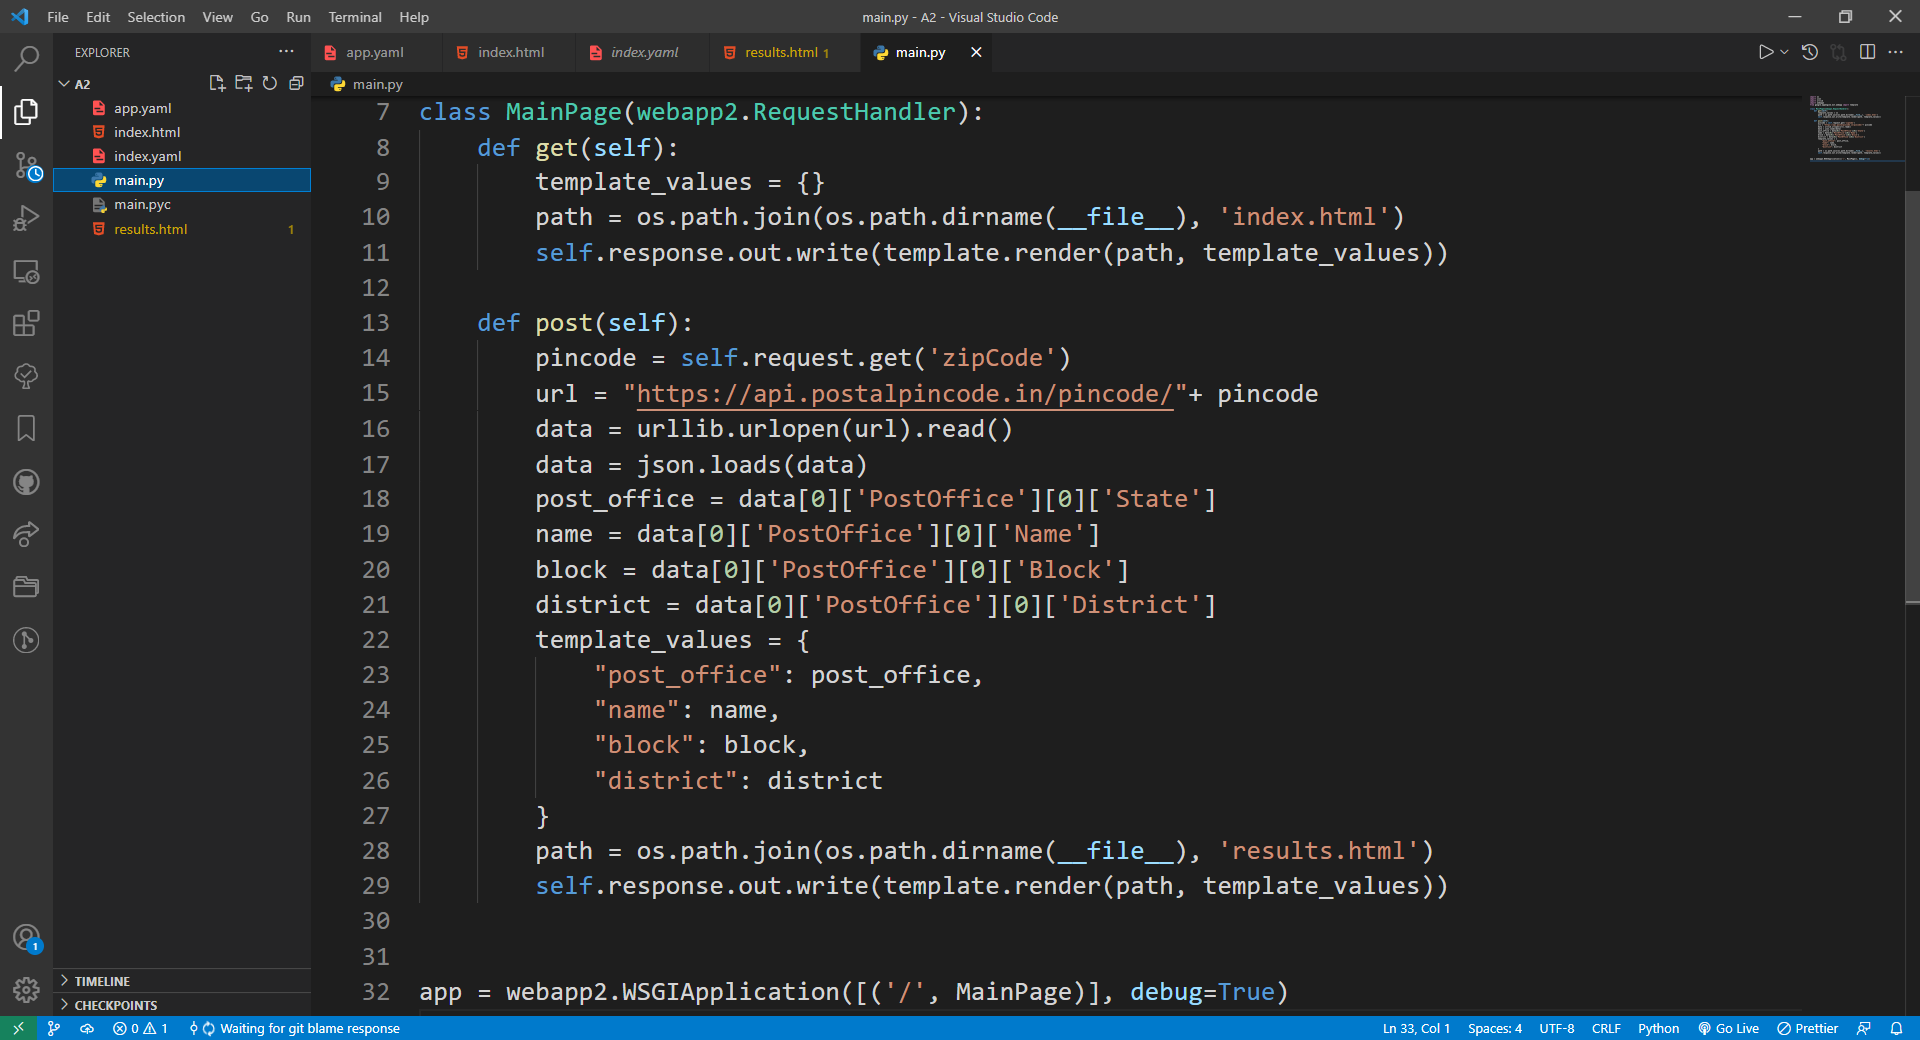 File Edit Selection View Go Run Terminal Help
main.py - A2 - Visual Studio Code
EXPLORER
A2
app.yaml
index.html
index.yaml
main.py
main.pyc
results.html 1
TIMELINE
CHECKPOINTS
app.yaml index.html index.yaml results.html 1 main.py
main.py
7 class MainPage(webapp2.RequestHandler):
8 def get(self):
9 template_values = {}
10 path = os.path.join(os.path.dirname(__file__), 'index.html')
11 self.response.out.write(template.render(path, template_values))
12
13 def post(self):
14 pincode = self.request.get('zipCode')
15 url = "https://api.postalpincode.in/pincode/"+ pincode
16 data = urllib.urlopen(url).read()
17 data = json.loads(data)
18 post_office = data[0]['PostOffice'][0]['State']
19 name = data[0]['PostOffice'][0]['Name']
20 block = data[0]['PostOffice'][0]['Block']
21 district = data[0]['PostOffice'][0]['District']
22 template_values = {
23 "post_office": post_office,
24 "name": name,
25 "block": block,
26 "district": district
27 }
28 path = os.path.join(os.path.dirname(__file__), 'results.html')
29 self.response.out.write(template.render(path, template_values))
30
31
32 app = webapp2.WSGIApplication([('/', MainPage)], debug=True)
1
0 1 Waiting for git blame response
Ln 33, Col 1 Spaces: 4 UTF-8 CRLF Python Go Live Prettier